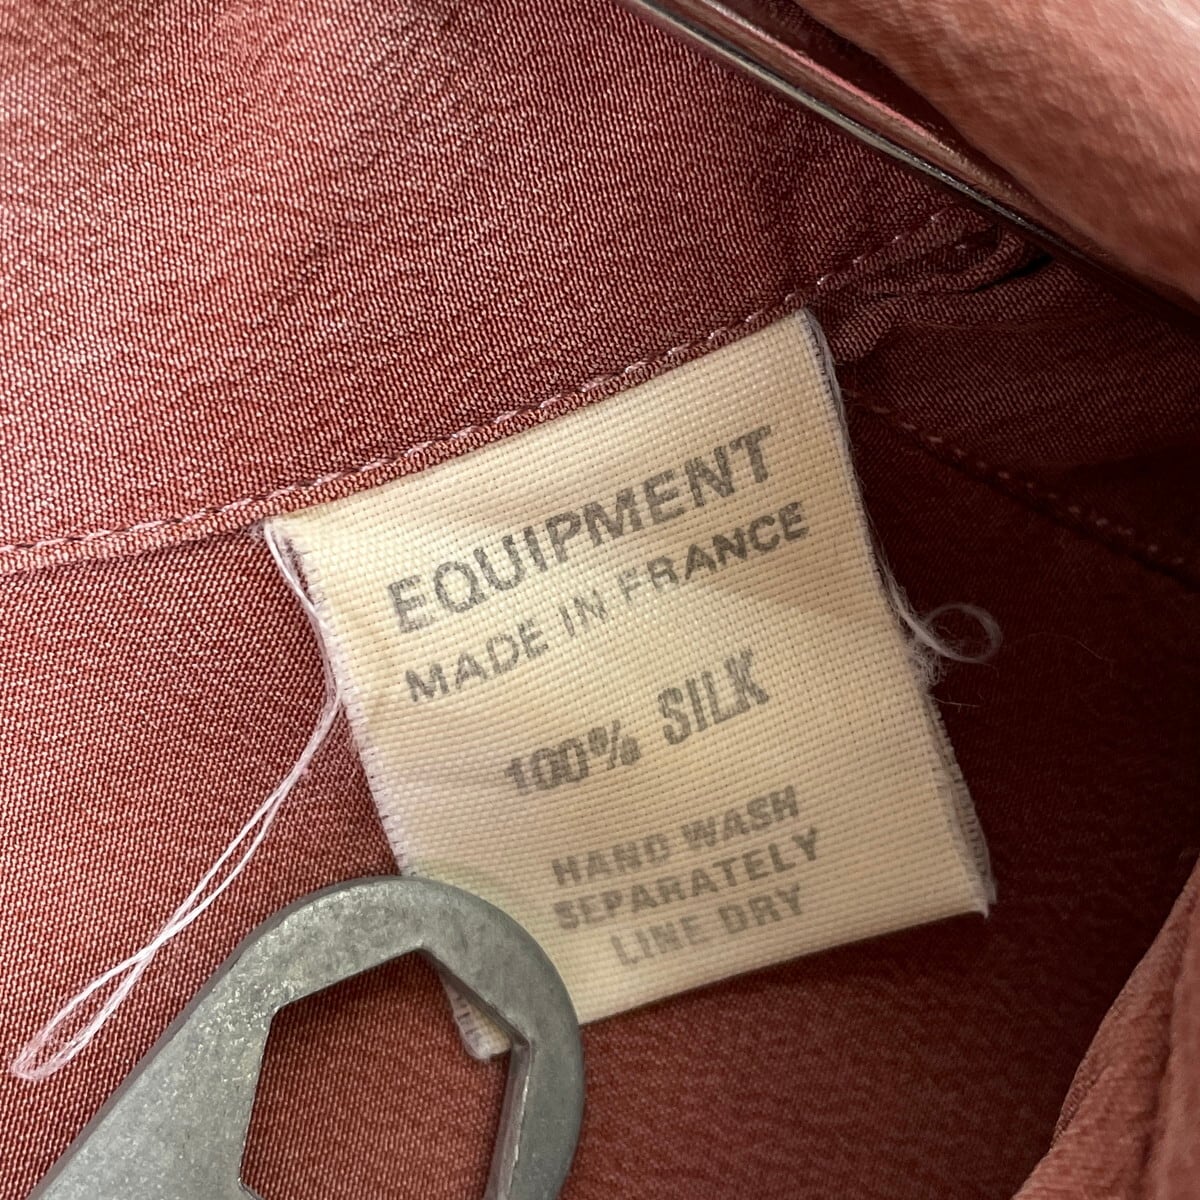 EQUIPMENT
MADE IN FRANCE
100% SILK
HAND WASH
SEPARATELY
LINE DRY